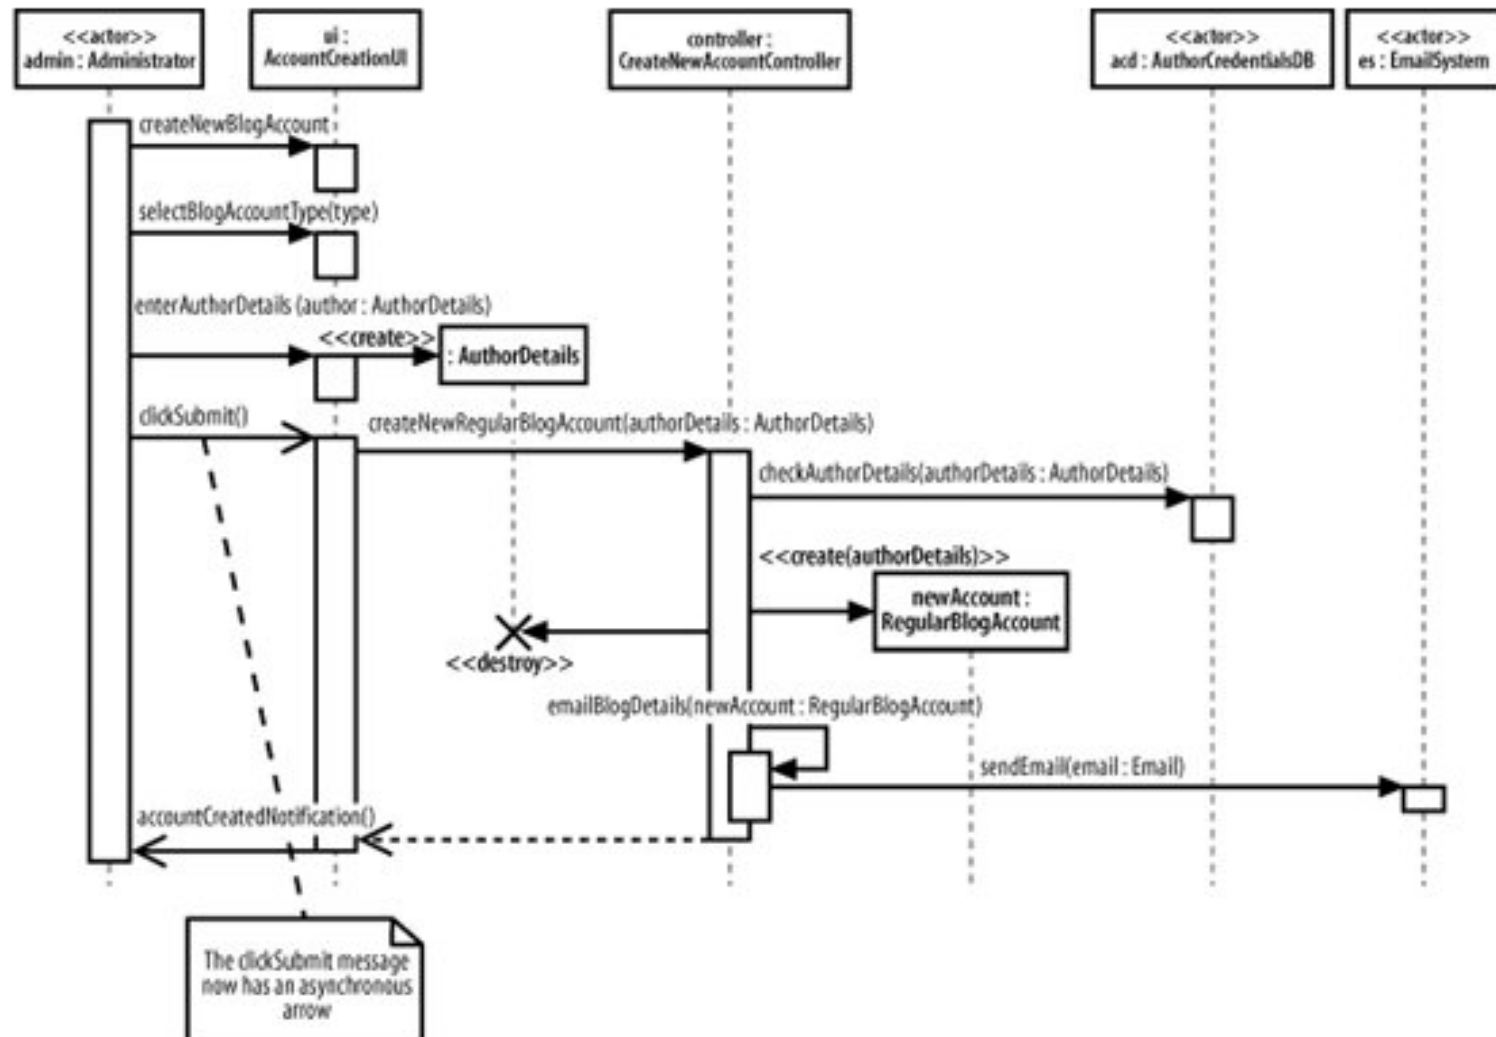 <<actor>>
admin : Administrator
ui :
AccountCreationUI
controller :
CreateNewAccountController
<<actor>>
acd : AuthorCredentialsDB
<<actor>>
es : EmailSystem
createNewBlogAccount
selectBlogAccountType(type)
enterAuthorDetails (author : AuthorDetails)
<<create>>
: AuthorDetails
clickSubmit()
createNewRegularBlogAccount(authorDetails : AuthorDetails)
checkAuthorDetails(authorDetails : AuthorDetails)
<<create(authorDetails)>>
newAccount :
RegularBlogAccount
<<destroy>>
emailBlogDetails(newAccount : RegularBlogAccount)
sendEmail(email : Email)
accountCreatedNotification()
The clickSubmit message
now has an asynchronous
arrow